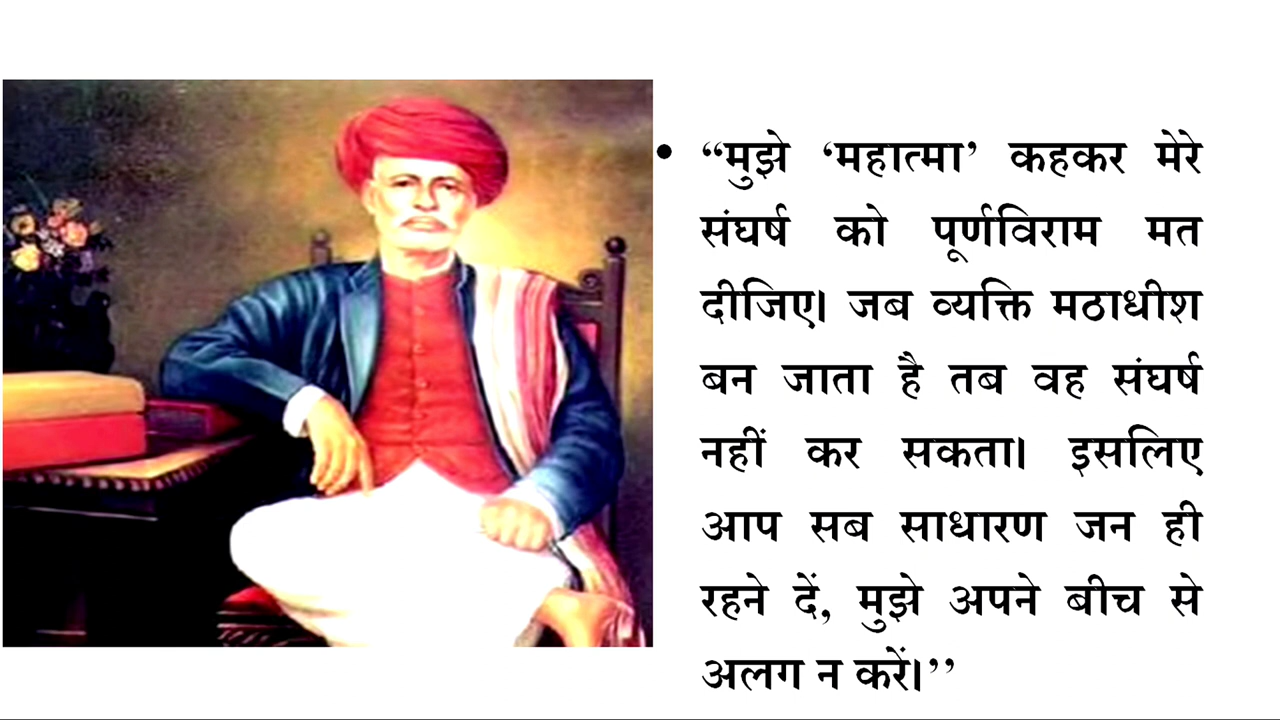 • “मुझे ‘महात्मा’ कहकर मेरे
संघर्ष को पूर्णविराम मत
दीजिए। जब व्यक्ति मठाधीश
बन जाता है तब वह संघर्ष
नहीं कर सकता। इसलिए
आप सब साधारण जन ही
रहने दें, मुझे अपने बीच से
अलग न करें।’’